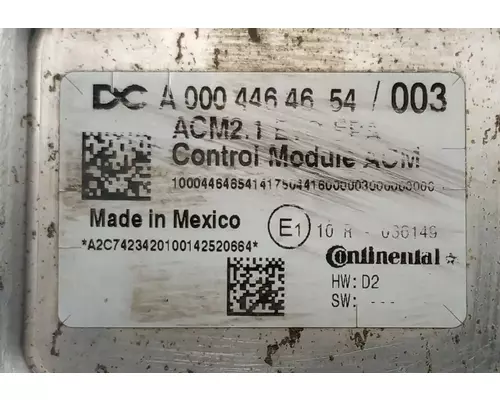 DC A 000 446 46 54 / 003
ACM2.1
Control Module ACM
Made in Mexico
E1 10 R - 036149
*A2C7423420100142520664*
Continental
HW: D2
SW: ---